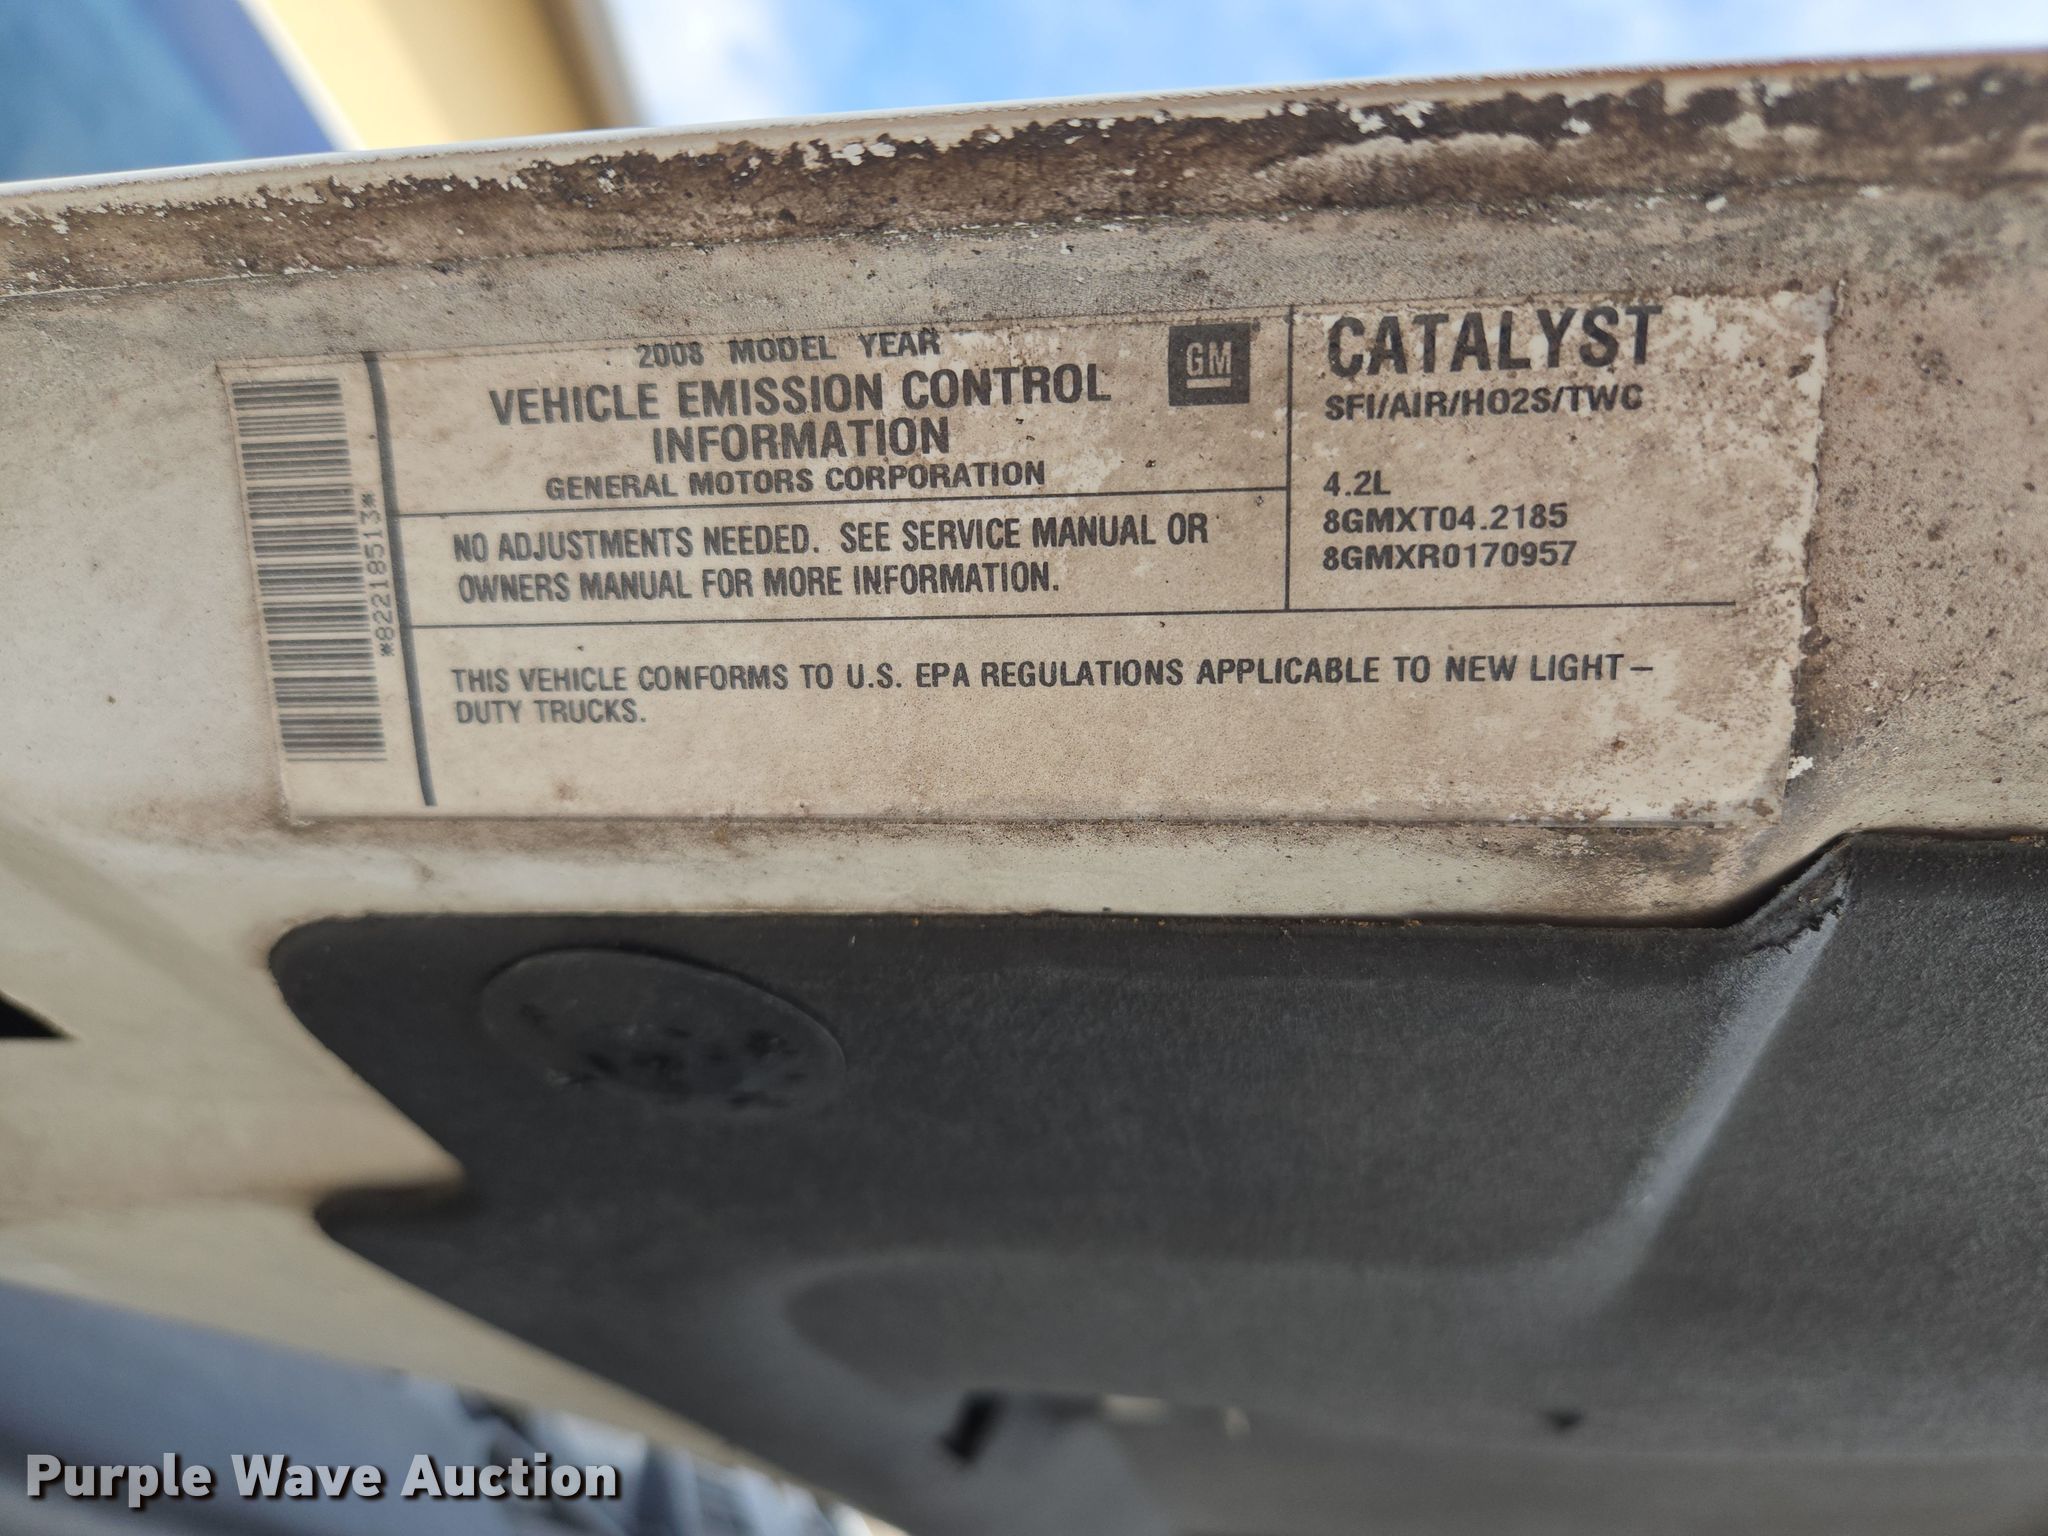 2008 MODEL YEAR
VEHICLE EMISSION CONTROL
INFORMATION
GENERAL MOTORS CORPORATION
GM
NO ADJUSTMENTS NEEDED. SEE SERVICE MANUAL OR
OWNERS MANUAL FOR MORE INFORMATION.
CATALYST
SFI/AIR/HO2S/TWC
4.2L
8GMXT04.2185
8GMXR0170957
THIS VEHICLE CONFORMS TO U.S. EPA REGULATIONS APPLICABLE TO NEW LIGHT–
DUTY TRUCKS.
*82218513*
Purple Wave Auction